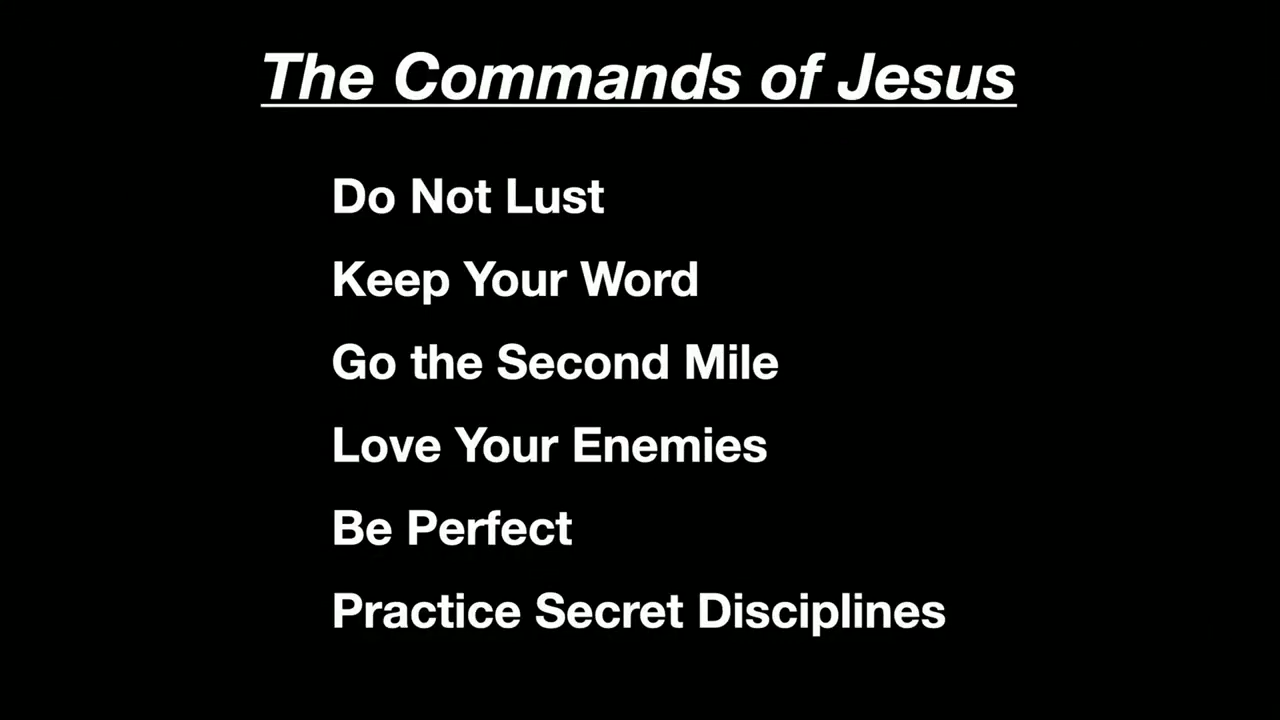 The Commands of Jesus
Do Not Lust
Keep Your Word
Go the Second Mile
Love Your Enemies
Be Perfect
Practice Secret Disciplines